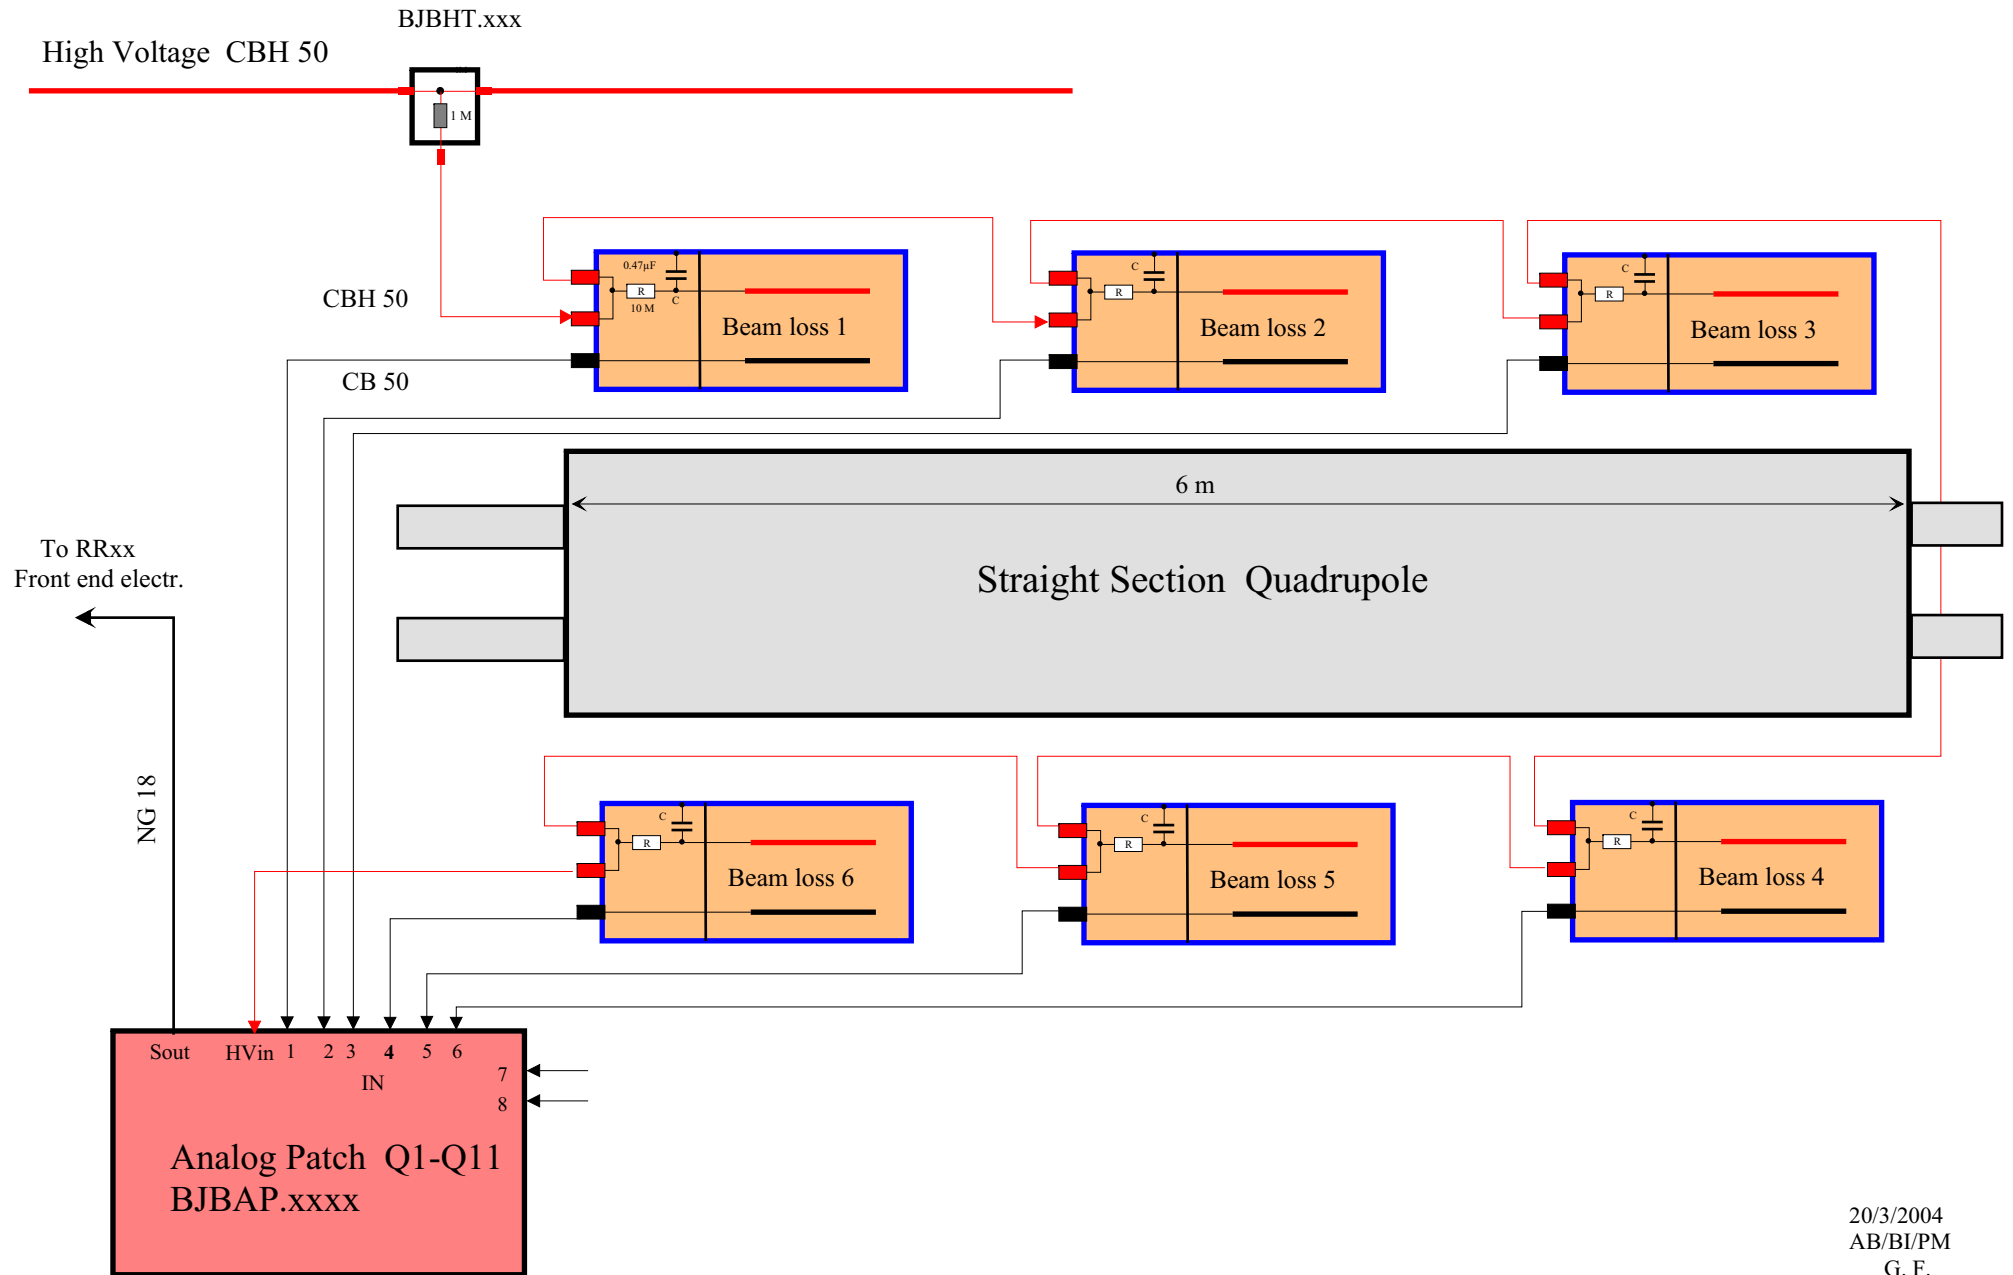 BJBHT.xxx
High Voltage CBH 50
1 M
0.47µF
R
10 M
C
Beam loss 1
C
R
Beam loss 2
C
R
Beam loss 3
CBH 50
CB 50
6 m
Straight Section Quadrupole
To RRxx
Front end electr.
NG 18
C
R
Beam loss 6
C
R
Beam loss 5
C
R
Beam loss 4
Sout HVin 1 2 3 4 5 6
IN
7
8
Analog Patch Q1-Q11
BJBAP.xxxx
20/3/2004
AB/BI/PM
G. F.